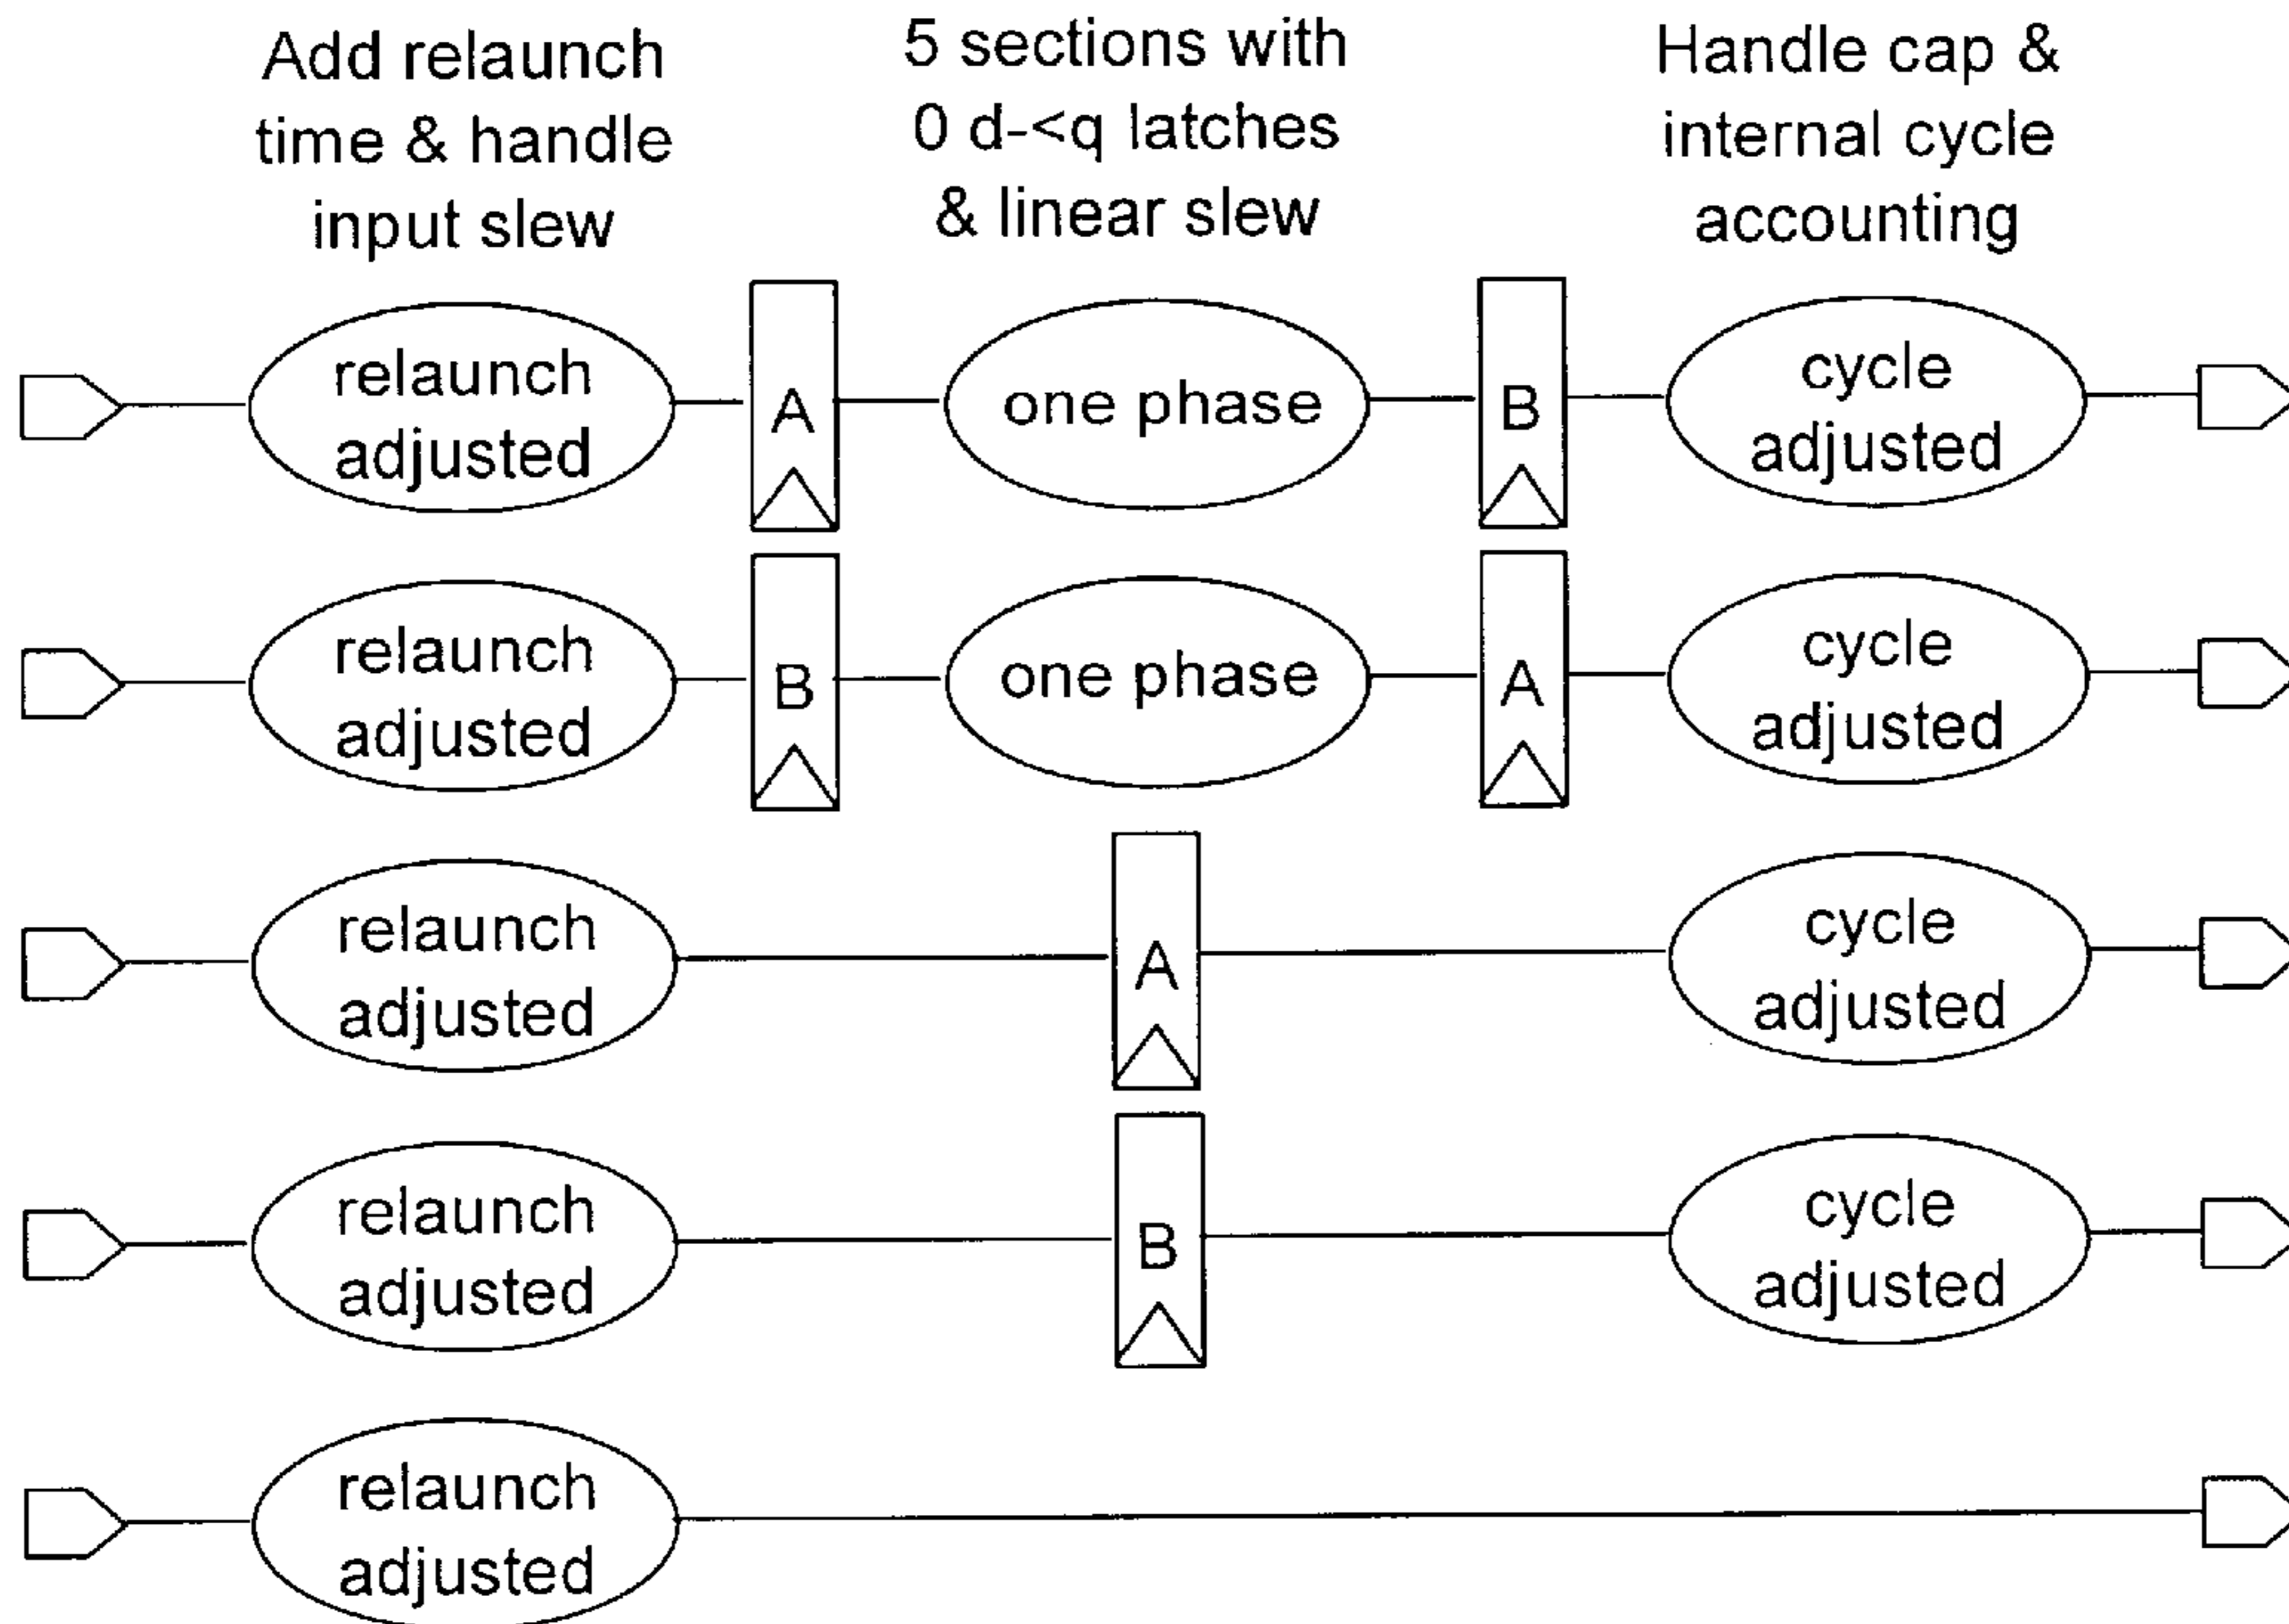 Add relaunch
time & handle
input slew
5 sections with
0 d-<q latches
& linear slew
Handle cap &
internal cycle
accounting
relaunch
adjusted
A
one phase
B
cycle
adjusted
relaunch
adjusted
B
one phase
A
cycle
adjusted
relaunch
adjusted
A
cycle
adjusted
relaunch
adjusted
B
cycle
adjusted
relaunch
adjusted